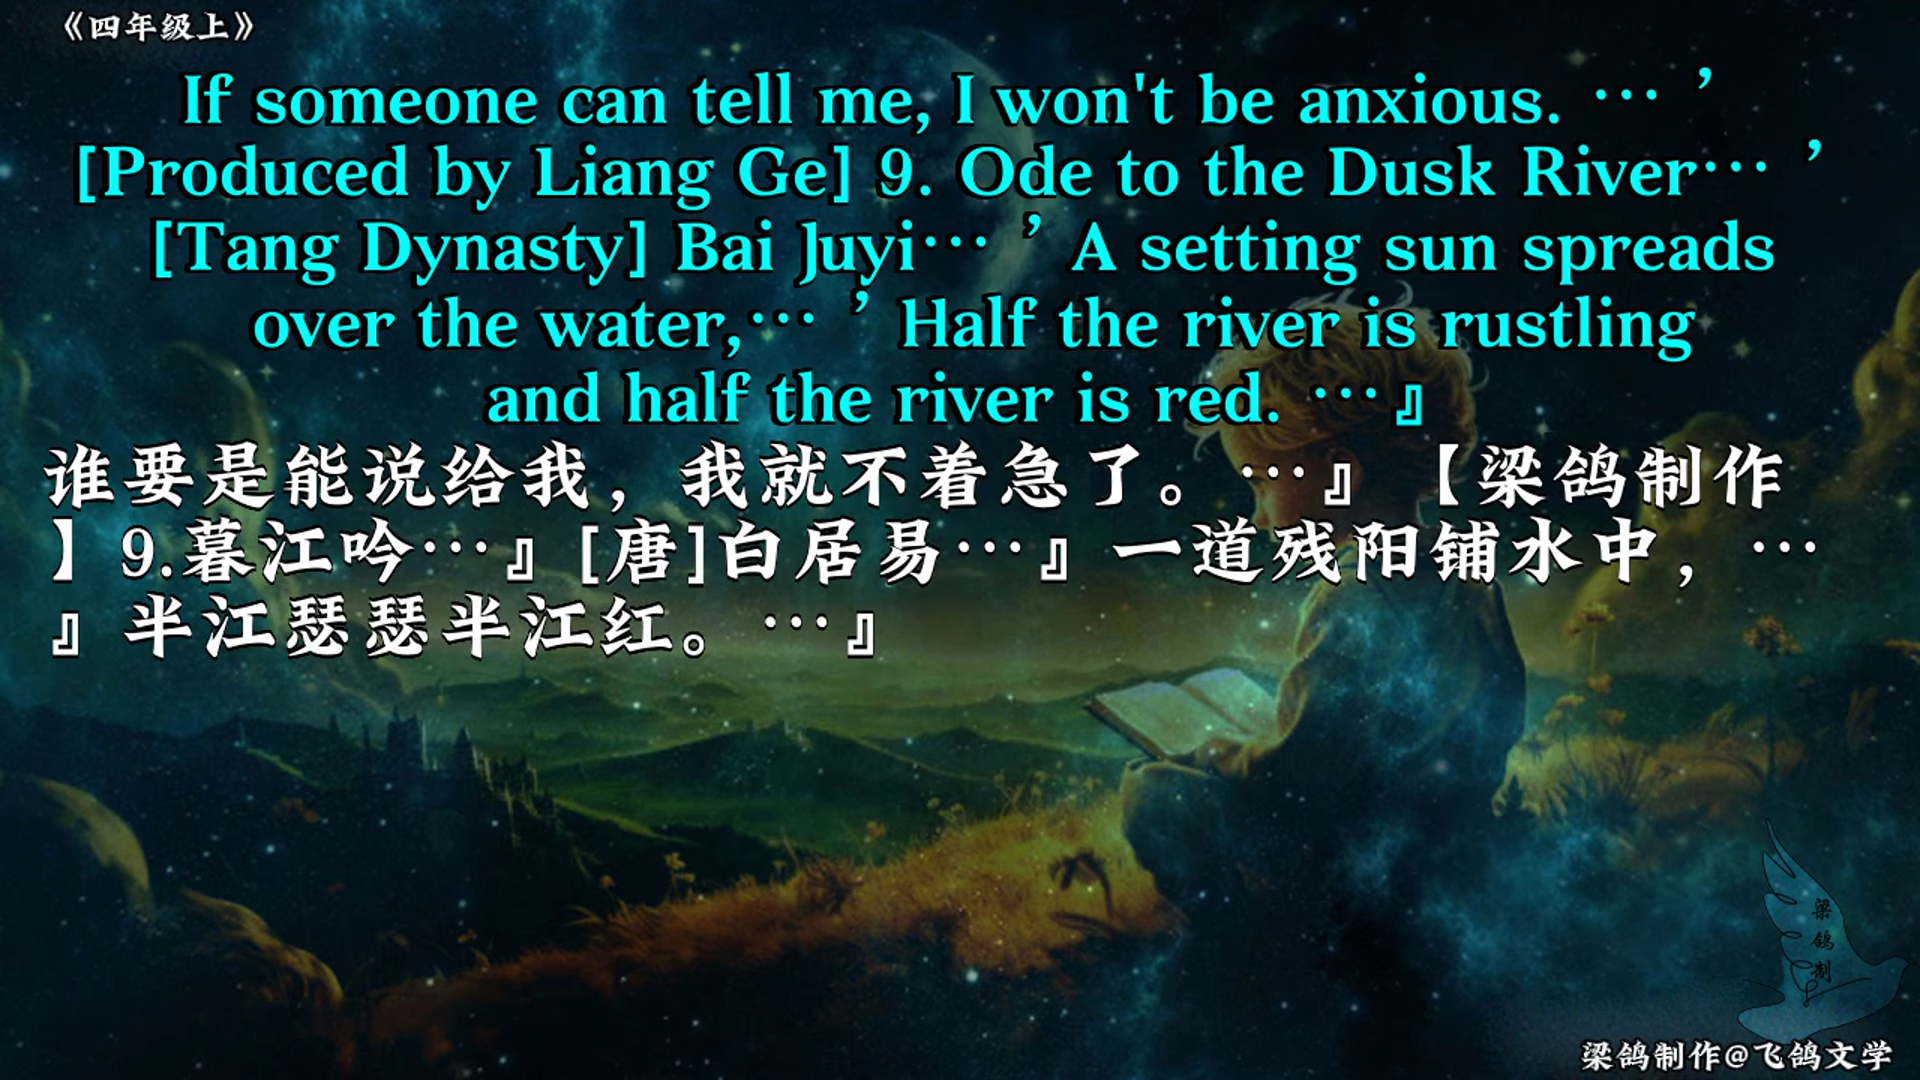 《四年级上》
If someone can tell me, I won't be anxious. … ’
[Produced by Liang Ge] 9. Ode to the Dusk River… ’
[Tang Dynasty] Bai Juyi… ’ A setting sun spreads
over the water,… ’ Half the river is rustling
and half the river is red. …』
谁要是能说给我，我就不着急了。…』【梁鸽制作
】9.暮江吟…』[唐]白居易…』一道残阳铺水中，…
』半江瑟瑟半江红。…』
梁
鸽
制
梁鸽制作@飞鸽文学